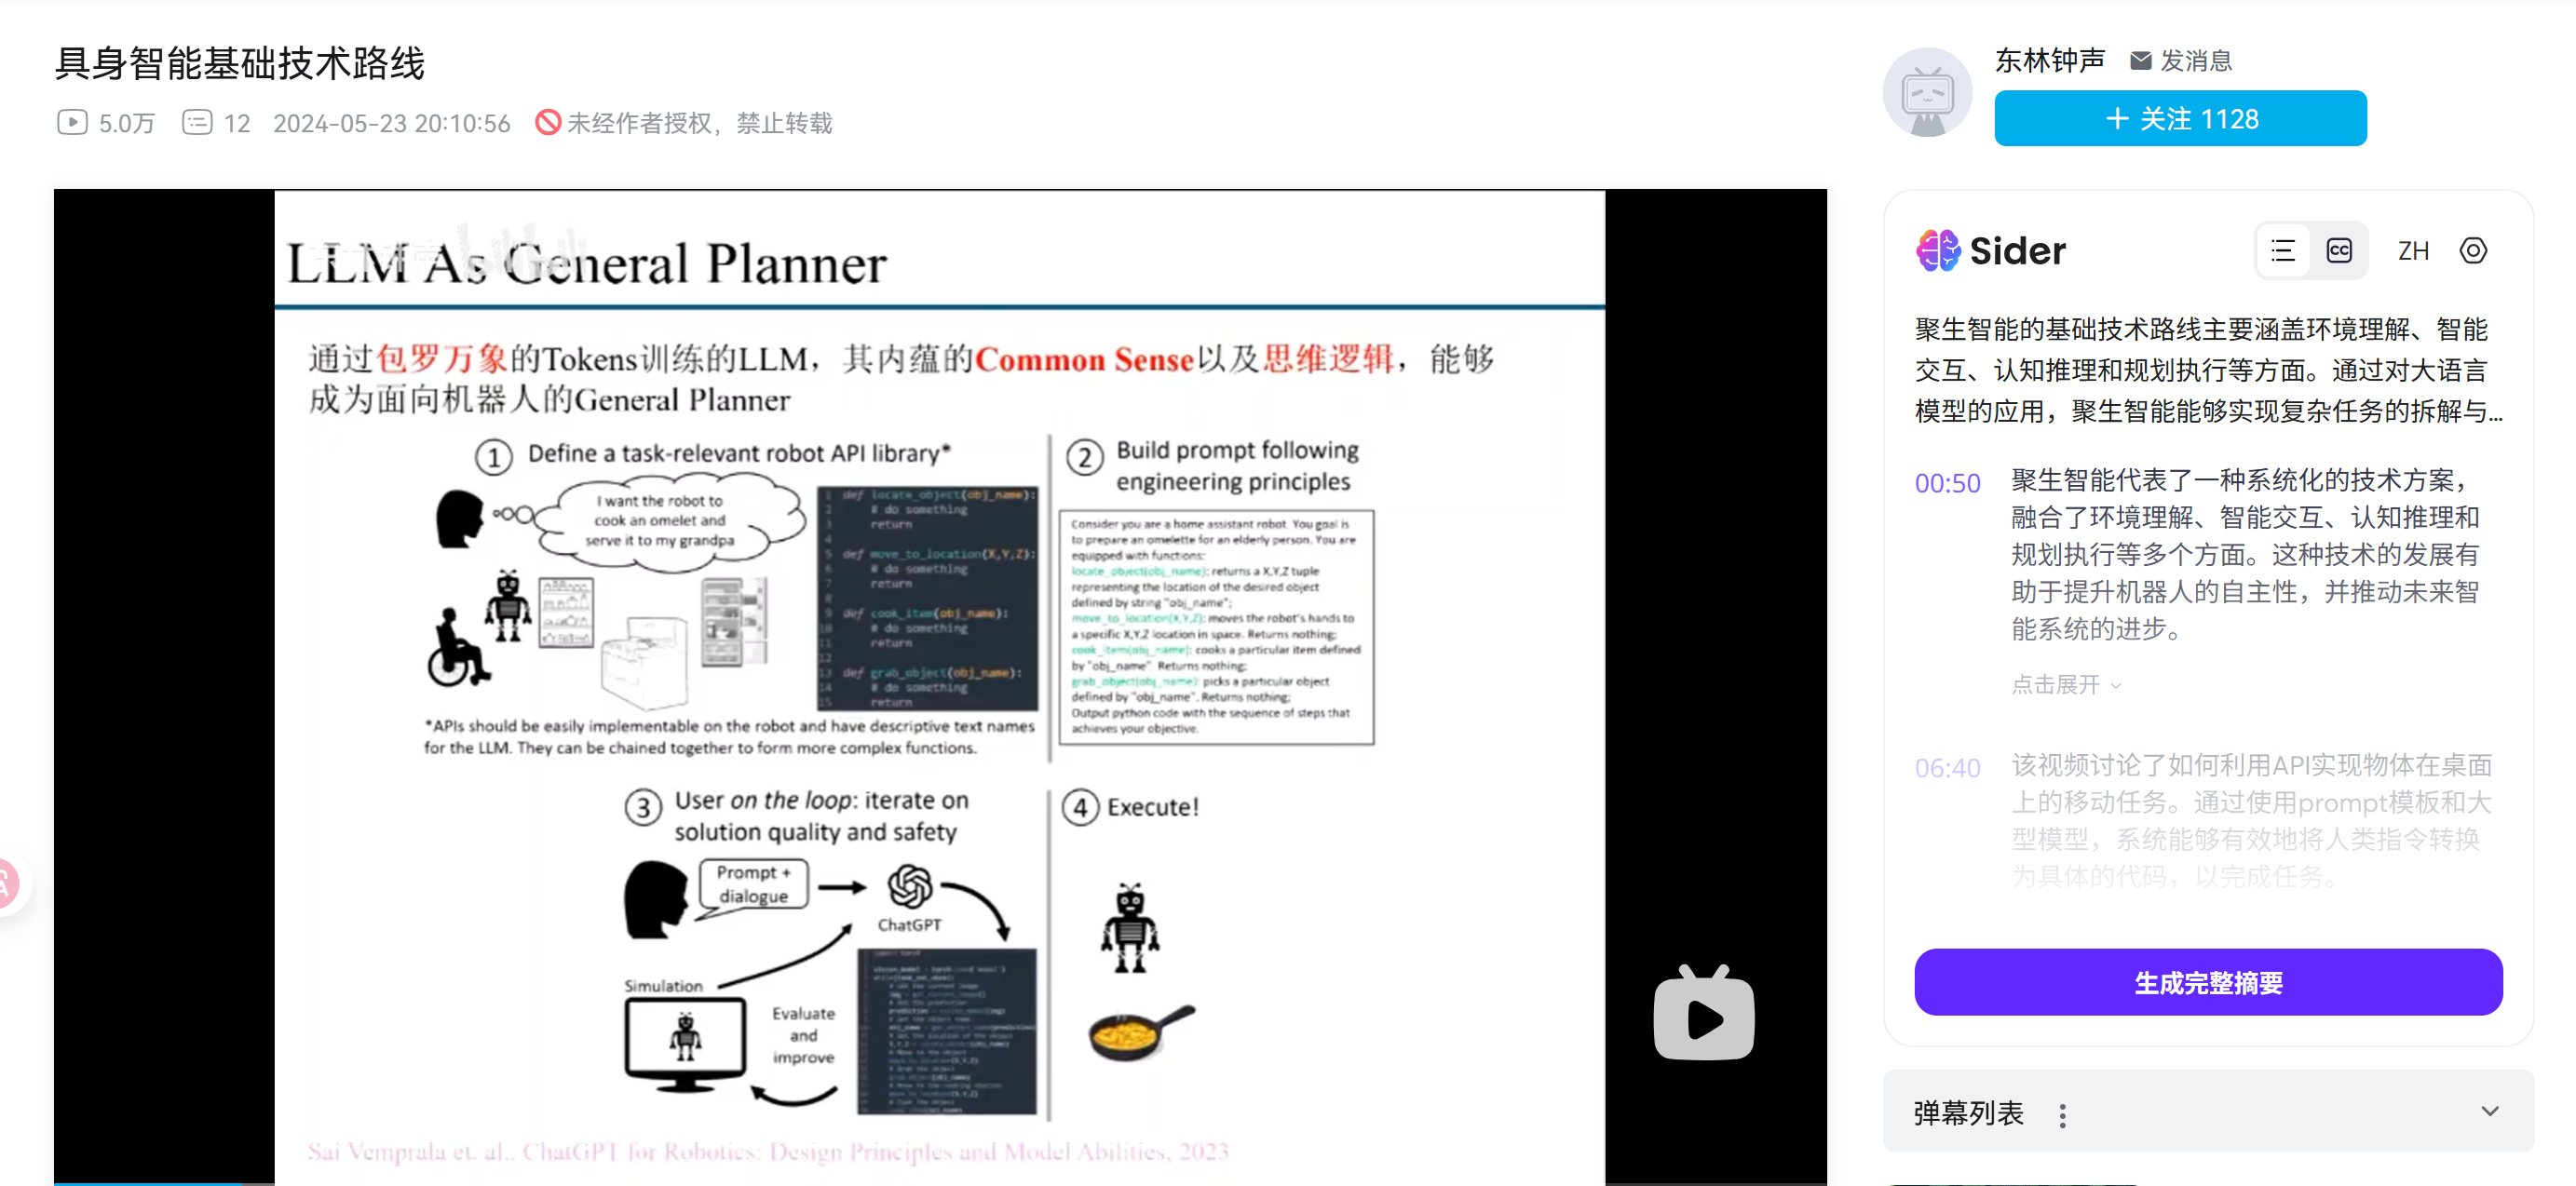 具身智能基础技术路线
5.0万 12 2024-05-23 20:10:56 未经作者授权，禁止转载
东林钟声 发消息
+ 关注 1128
LLM As General Planner
通过包罗万象的Tokens训练的LLM，其内蕴的Common Sense以及思维逻辑，能够
成为面向机器人的General Planner
1 Define a task-relevant robot API library*
I want the robot to
cook an omelet and
serve it to my grandpa
1 def locate_object(obj_name):
2 # do something
3 return
4
5 def move_to_location(X,Y,Z):
6 # do something
7 return
8
9 def cook_item(obj_name):
10 # do something
11 return
12
13 def grab_object(obj_name):
14 # do something
15 return
*APIs should be easily implementable on the robot and have descriptive text names
for the LLM. They can be chained together to form more complex functions.
2 Build prompt following
engineering principles
Consider you are a home assistant robot. You goal is
to prepare an omelette for an elderly person. You are
equipped with functions:
locate_object(obj_name): returns a X,Y,Z tuple
representing the location of the desired object
defined by string "obj_name";
move_to_location(X,Y,Z): moves the robot's hands to
a specific X,Y,Z location in space. Returns nothing;
cook_item(obj_name): cooks a particular item defined
by "obj_name". Returns nothing;
grab_object(obj_name): picks a particular object
defined by "obj_name". Returns nothing;
Output python code with the sequence of steps that
achieves your objective.
3 User on the loop: iterate on
solution quality and safety
Prompt +
dialogue
ChatGPT
Simulation
Evaluate
and
improve
4 Execute!
Sai Vemprala et. al.. ChatGPT for Robotics: Design Principles and Model Abilities, 2023
Sider
CC
ZH
聚生智能的基础技术路线主要涵盖环境理解、智能
交互、认知推理和规划执行等方面。通过对大语言
模型的应用，聚生智能能够实现复杂任务的拆解与...
00:50 聚生智能代表了一种系统化的技术方案，
融合了环境理解、智能交互、认知推理和
规划执行等多个方面。这种技术的发展有
助于提升机器人的自主性，并推动未来智
能系统的进步。
点击展开
06:40 该视频讨论了如何利用API实现物体在桌面
上的移动任务。通过使用prompt模板和大
型模型，系统能够有效地将人类指令转换
为具体的代码，以完成任务。
生成完整摘要
弹幕列表